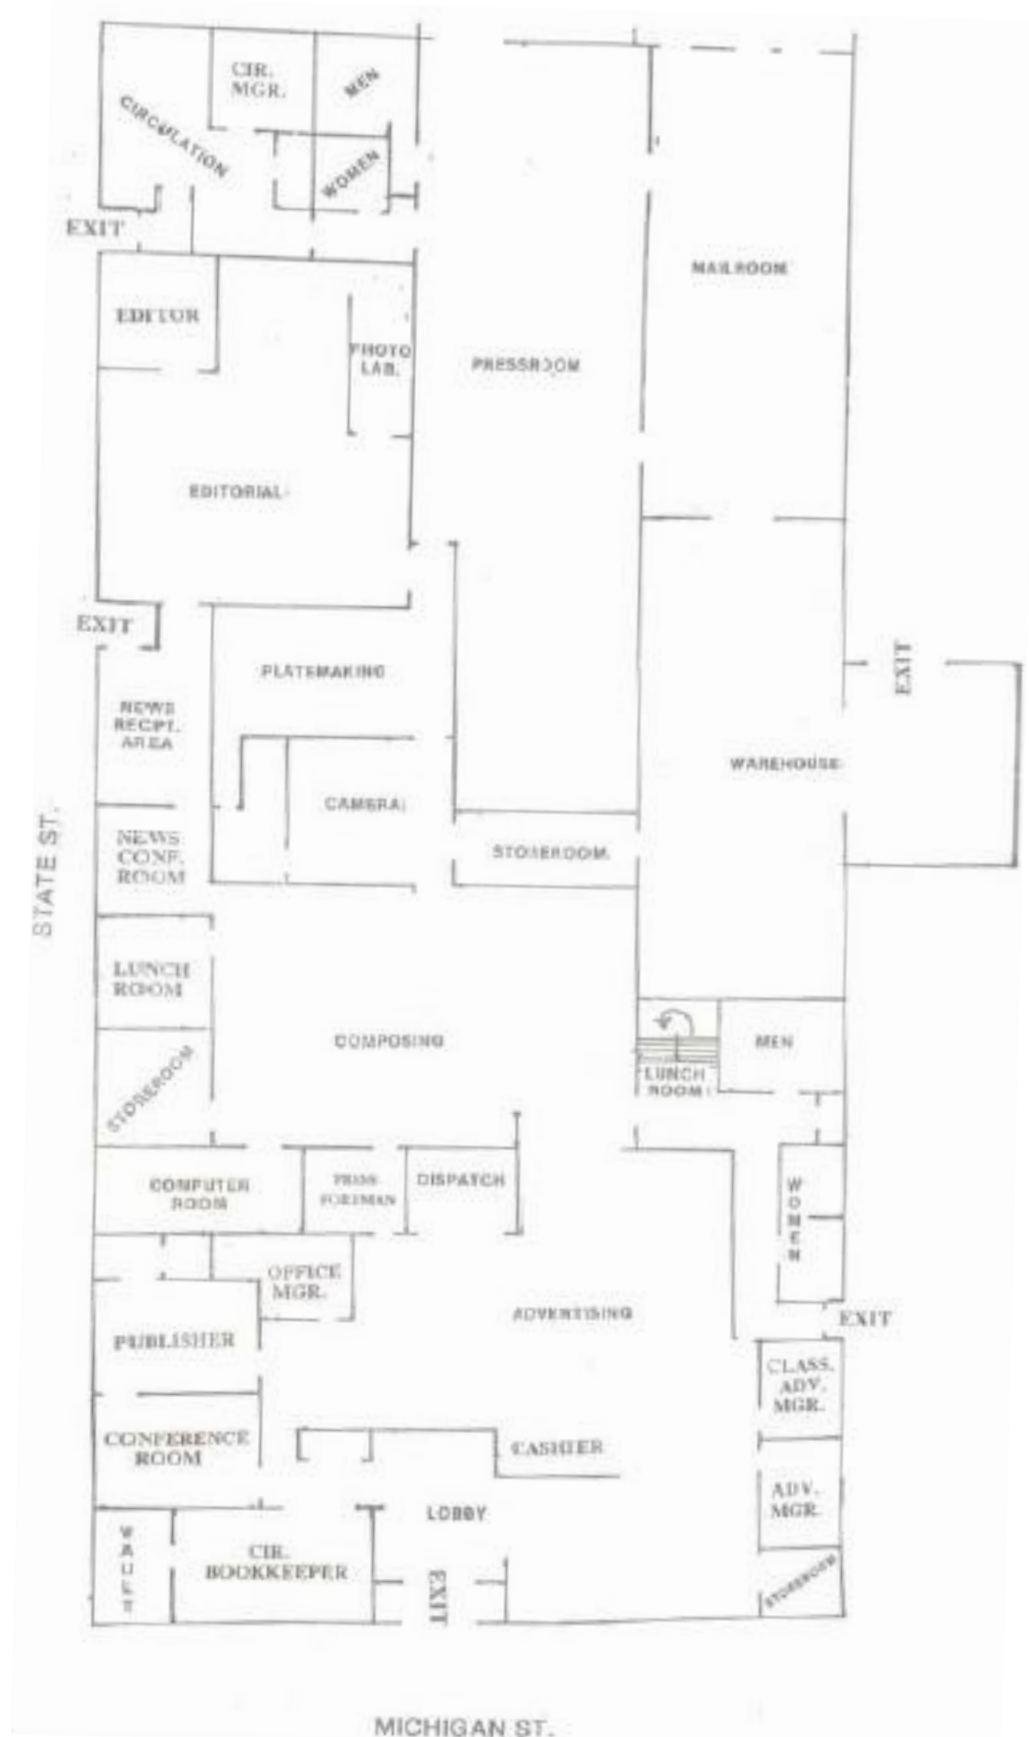 CIR.
MGR.
MEN
CIRCULATION
WOMEN
EXIT
MAILROOM
EDITOR
PHOTO
LAB.
PRESSROOM
EDITORIAL
EXIT
PLATEMAKING
EXIT
NEWS
RECPT.
AREA
WAREHOUSE
CAMERA
NEWS
CONF.
ROOM
STOREROOM
STATE ST.
LUNCH
ROOM
COMPOSING
MEN
LUNCH
ROOM
STOREROOM
COMPUTER
ROOM
FOREMAN
DISPATCH
WOMEN
OFFICE
MGR.
ADVERTISING
EXIT
PUBLISHER
CLASS.
ADV.
MGR.
CONFERENCE
ROOM
CASHIER
ADV.
MGR.
LOBBY
CIR.
BOOKKEEPER
EXIT
STOREROOM
MICHIGAN ST.